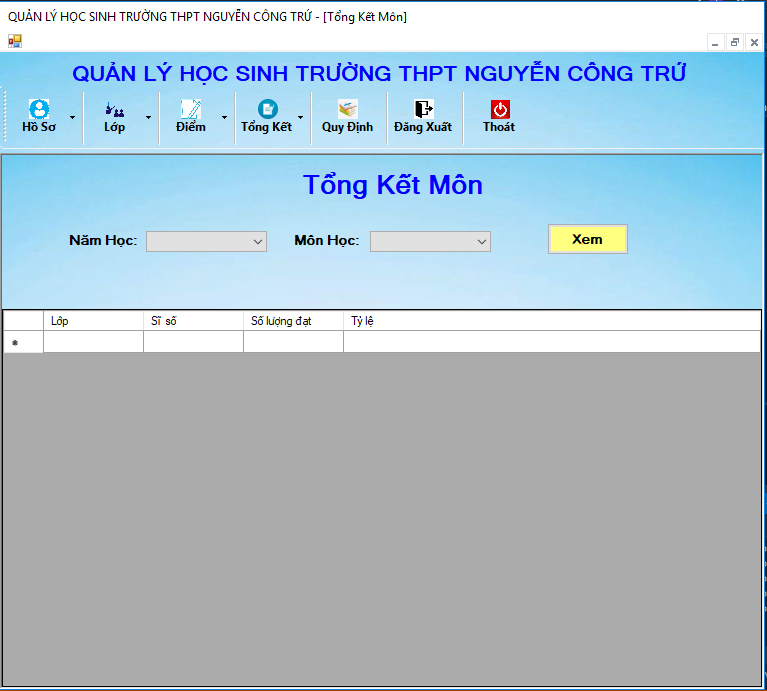 QUẢN LÝ HỌC SINH TRƯỜNG THPT NGUYỄN CÔNG TRỨ - [Tổng Kết Môn]
QUẢN LÝ HỌC SINH TRƯỜNG THPT NGUYỄN CÔNG TRỨ
Hồ Sơ Lớp Điểm Tổng Kết Quy Định Đăng Xuất Thoát
Tổng Kết Môn
Năm Học: Môn Học: Xem
Lớp Sĩ số Số lượng đạt Tỷ lệ